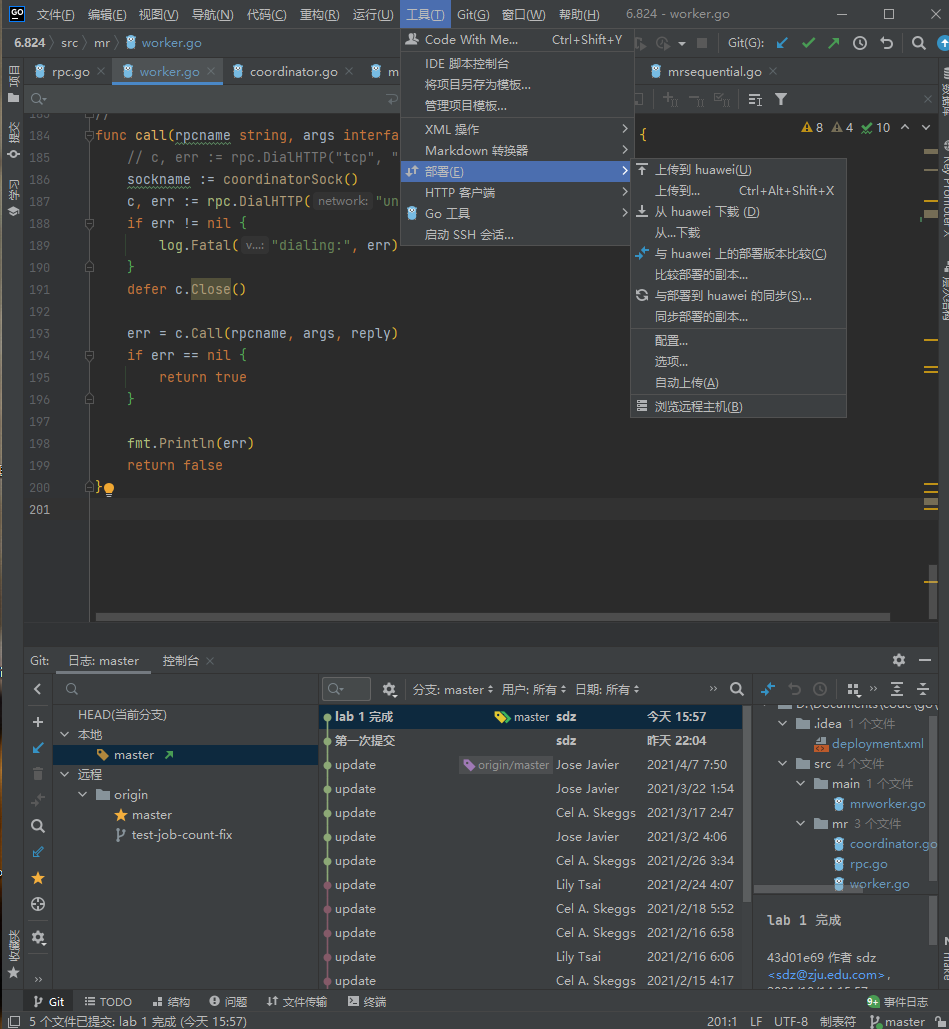 GO 文件(F) 编辑(E) 视图(V) 导航(N) 代码(C) 重构(R) 运行(U) 工具(T) Git(G) 窗口(W) 帮助(H) 6.824 - worker.go
6.824 src mr worker.go
Git(G):
Code With Me... Ctrl+Shift+Y
IDE 脚本控制台
将项目另存为模板...
管理项目模板...
XML 操作
Markdown 转换器
部署(E)
HTTP 客户端
Go 工具
启动 SSH 会话...
上传到 huawei(U)
上传到... Ctrl+Alt+Shift+X
从 huawei 下载 (D)
从...下载
与 huawei 上的部署版本比较(C)
比较部署的副本...
与部署到 huawei 的同步(S)...
同步部署的副本...
配置...
选项...
自动上传(A)
浏览远程主机(B)
rpc.go worker.go coordinator.go m mrsequential.go
项目
提交
学习
收藏夹
8 4 10
183 //
184 func call(rpcname string, args interfa {
185 // c, err := rpc.DialHTTP("tcp", "
186 sockname := coordinatorSock()
187 c, err := rpc.DialHTTP( network: "un
188 if err != nil {
189 log.Fatal( v...: "dialing:", err)
190 }
191 defer c.Close()
192
193 err = c.Call(rpcname, args, reply)
194 if err == nil {
195 return true
196 }
197
198 fmt.Println(err)
199 return false
200 }
201
Git: 日志: master 控制台
HEAD(当前分支)
本地
master
远程
origin
master
test-job-count-fix
分支: master 用户: 所有 日期: 所有
lab 1 完成 master sdz 今天 15:57
第一次提交 sdz 昨天 22:04
update origin/master Jose Javier 2021/4/7 7:50
update Jose Javier 2021/3/22 1:54
update Cel A. Skeggs 2021/3/17 2:47
update Jose Javier 2021/3/2 4:06
update Cel A. Skeggs 2021/2/26 3:34
update Lily Tsai 2021/2/24 4:07
update Cel A. Skeggs 2021/2/18 5:52
update Cel A. Skeggs 2021/2/16 6:58
update Lily Tsai 2021/2/16 6:06
update Cel A. Skeggs 2021/2/15 4:17
D:\Documents\code\go\
.idea 1 个文件
deployment.xml
src 4 个文件
main 1 个文件
mrworker.go
mr 3 个文件
coordinator.go
rpc.go
worker.go
lab 1 完成
43d01e69 作者 sdz
<sdz@zju.edu.com>,
Git TODO 结构 问题 文件传输 终端 9+ 事件日志
5 个文件已提交: lab 1 完成 (今天 15:57) 201:1 LF UTF-8 制表符 master